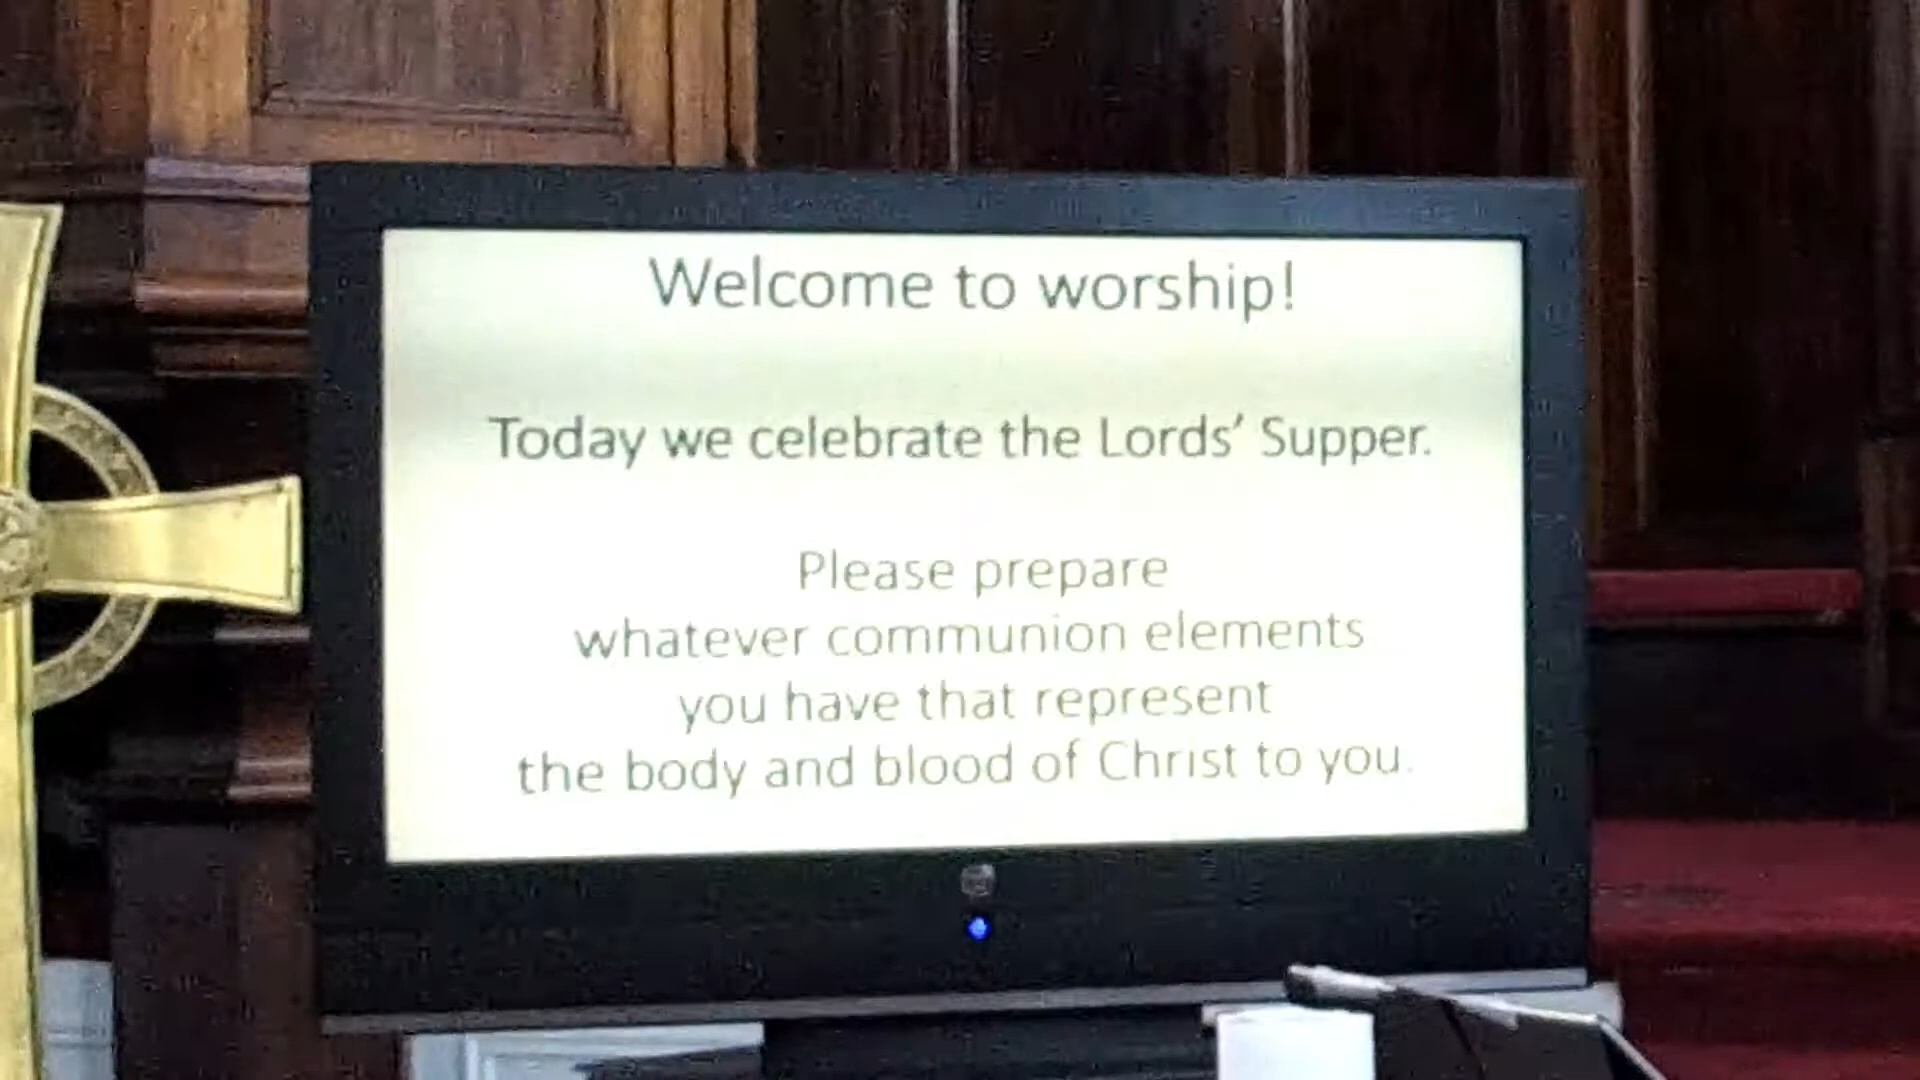 Welcome to worship!
Today we celebrate the Lords’ Supper.
Please prepare
whatever communion elements
you have that represent
the body and blood of Christ to you.